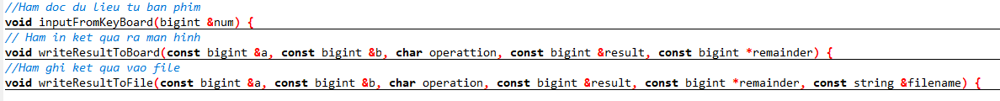 //Ham doc du lieu tu ban phim
void inputFromKeyBoard(bigint &num) {
// Ham in ket qua ra man hinh
void writeResultToBoard(const bigint &a, const bigint &b, char operattion, const bigint &result, const bigint *remainder) {
//Ham ghi ket qua vao file
void writeResultToFile(const bigint &a, const bigint &b, char operation, const bigint &result, const bigint *remainder, const string &filename) {